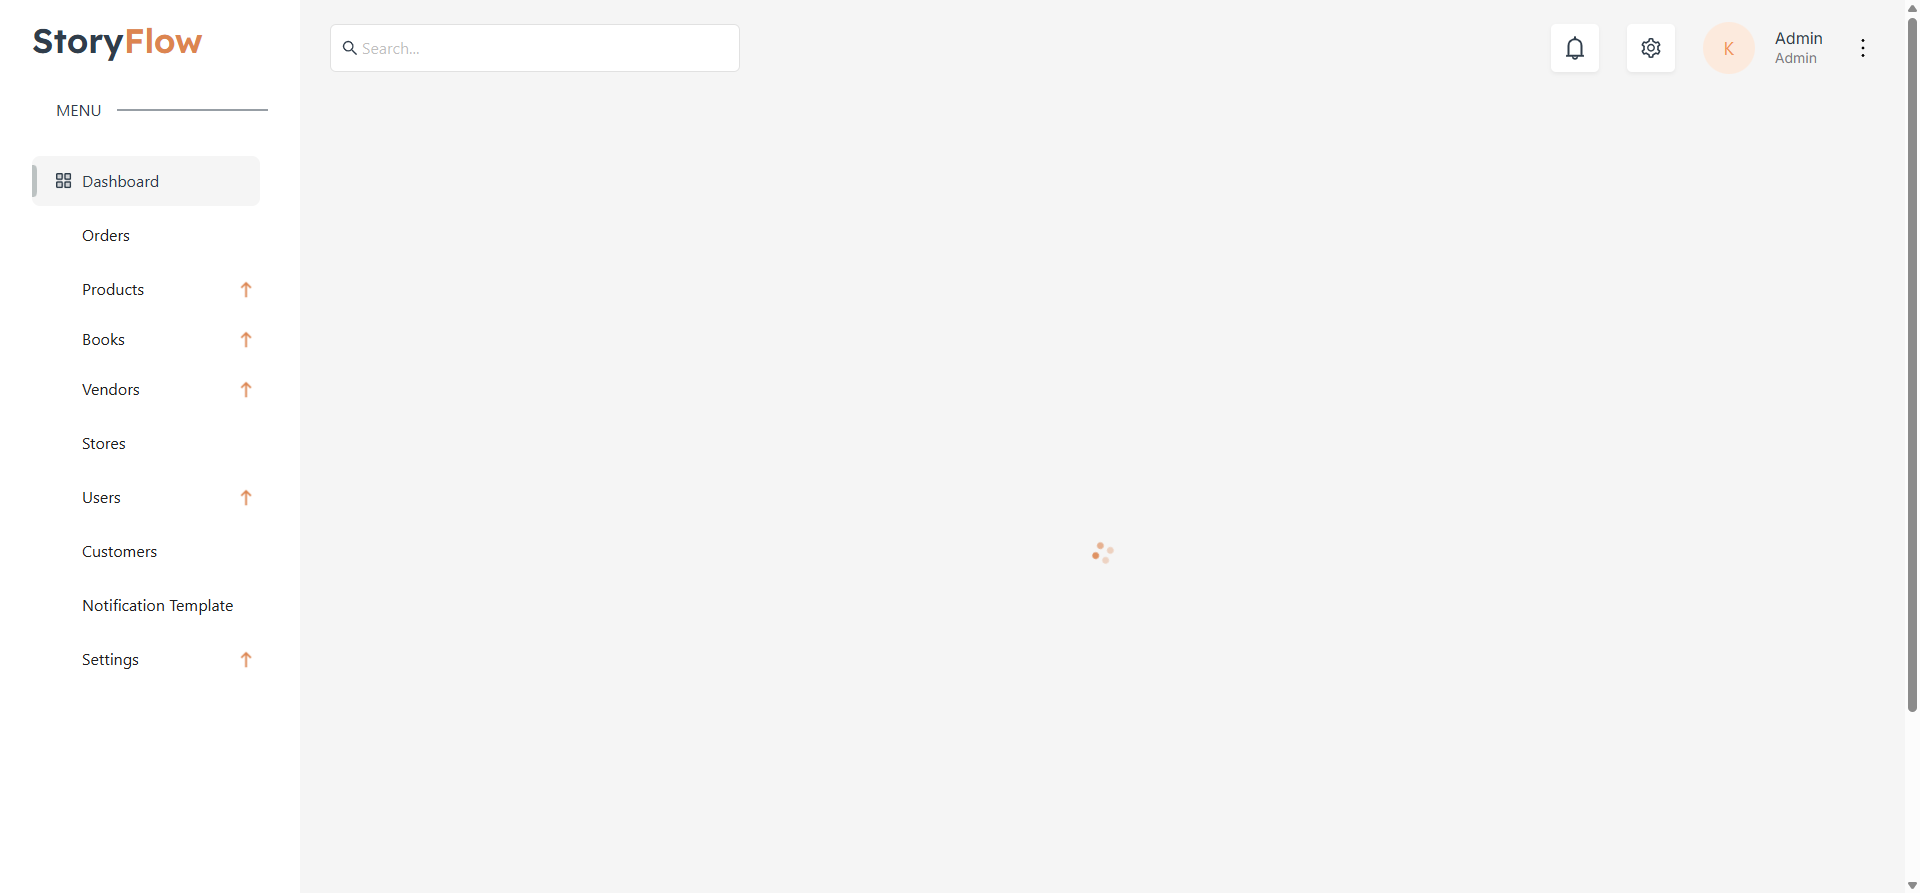 StoryFlow
Search...
K
Admin
Admin
MENU
Dashboard
Orders
Products
Books
Vendors
Stores
Users
Customers
Notification Template
Settings